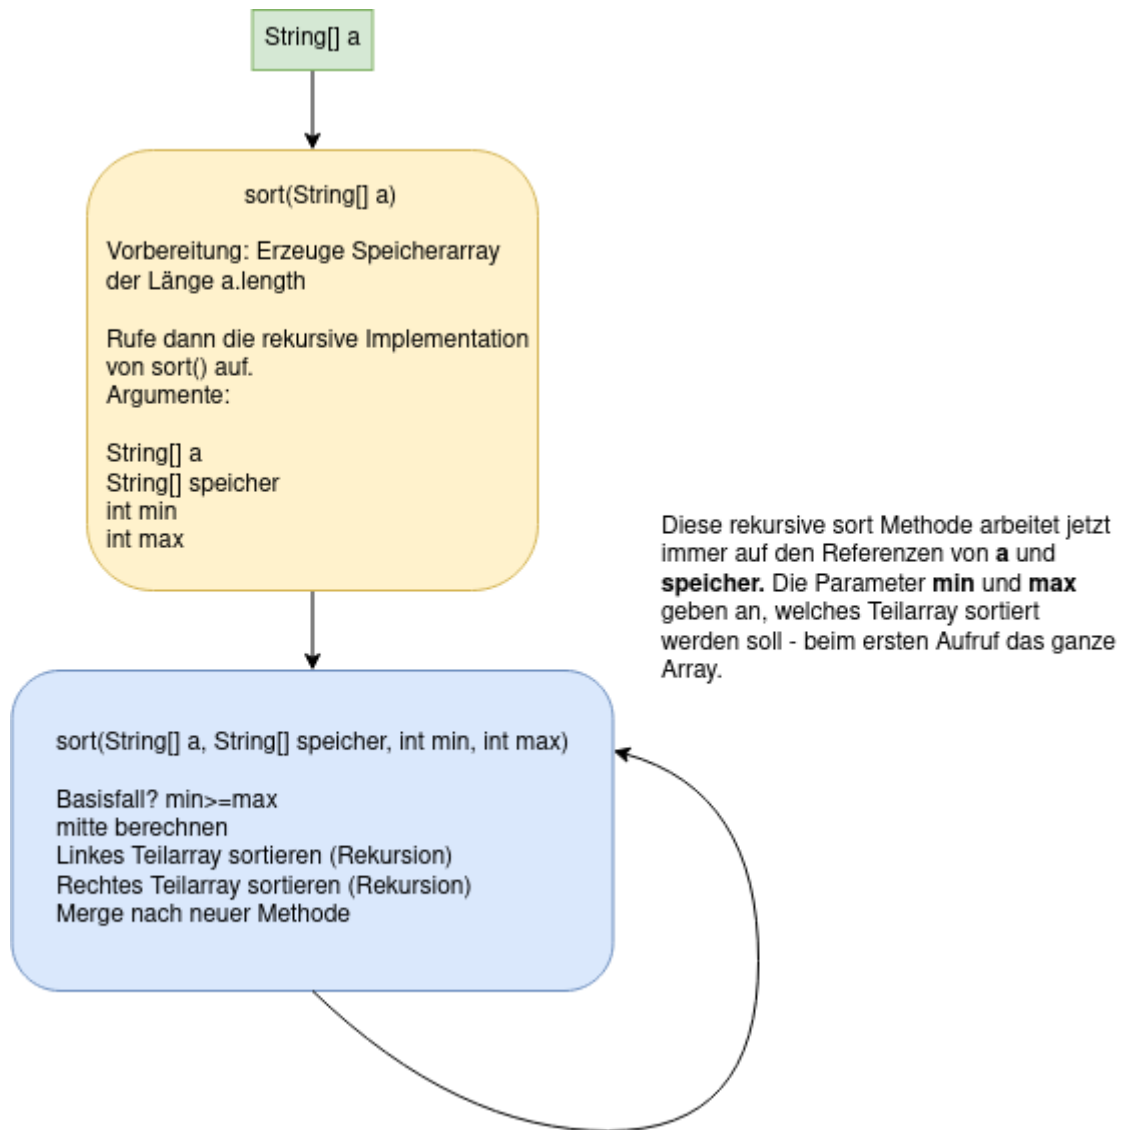 String[] a
sort(String[] a)
Vorbereitung: Erzeuge Speicherarray
der Länge a.length
Rufe dann die rekursive Implementation
von sort() auf.
Argumente:
String[] a
String[] speicher
int min
int max
Diese rekursive sort Methode arbeitet jetzt
immer auf den Referenzen von a und
speicher. Die Parameter min und max
geben an, welches Teilarray sortiert
werden soll - beim ersten Aufruf das ganze
Array.
sort(String[] a, String[] speicher, int min, int max)
Basisfall? min>=max
mitte berechnen
Linkes Teilarray sortieren (Rekursion)
Rechtes Teilarray sortieren (Rekursion)
Merge nach neuer Methode